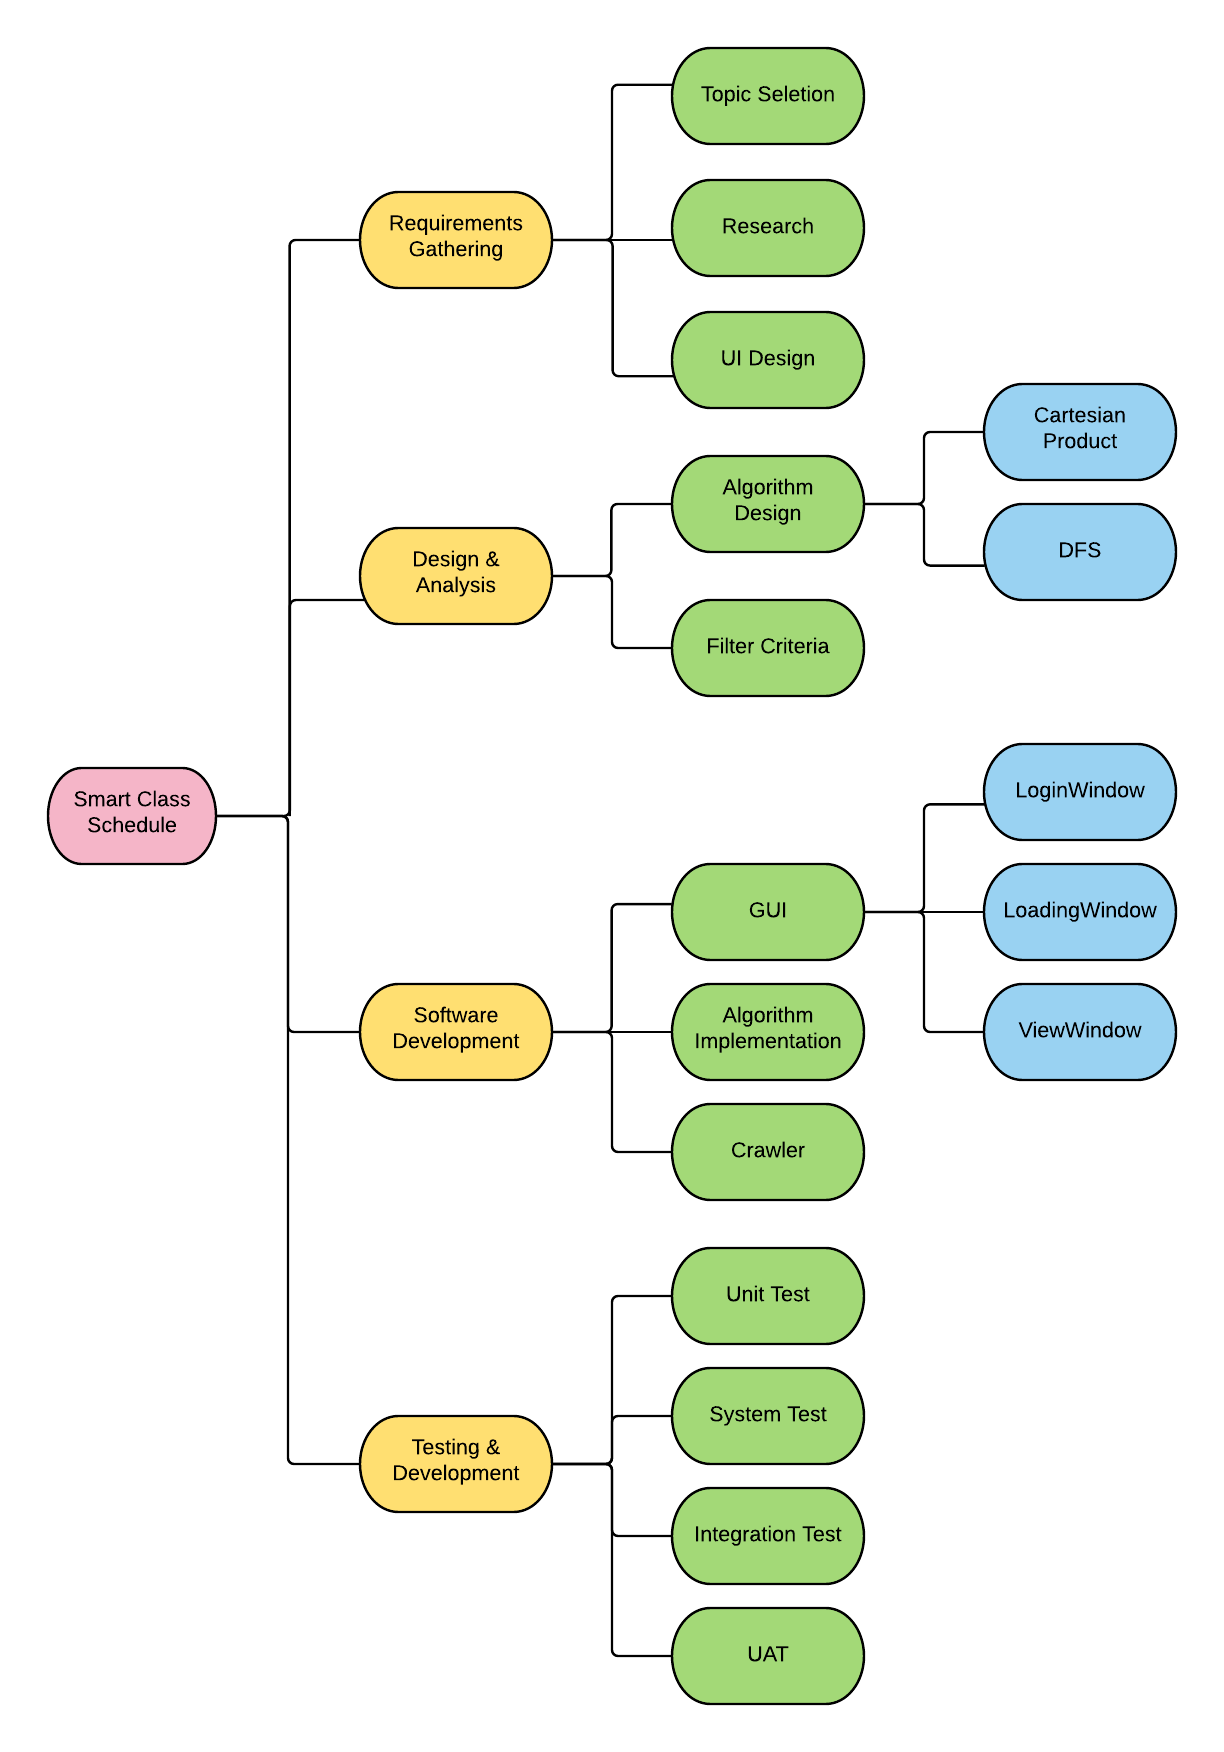 Topic Seletion
Requirements
Gathering
Research
UI Design
Cartesian
Product
Algorithm
Design
DFS
Design &
Analysis
Filter Criteria
Smart Class
Schedule
LoginWindow
GUI
LoadingWindow
Software
Development
Algorithm
Implementation
ViewWindow
Crawler
Unit Test
System Test
Testing &
Development
Integration Test
UAT